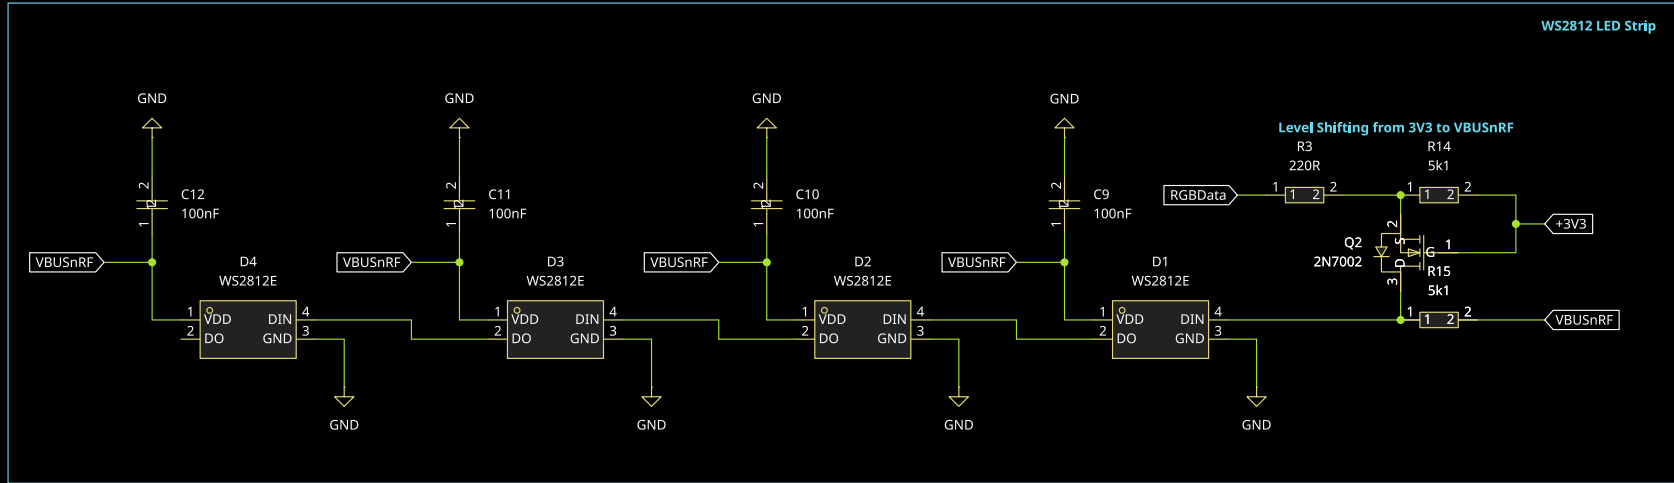 WS2812 LED Strip
GND
GND
GND
GND
Level Shifting from 3V3 to VBUSnRF
R3
220R
R14
5k1
2
C12
100nF
1
2
C11
100nF
1
2
C10
100nF
1
2
C9
100nF
1
RGBData
1
1 2
2
1
1 2
2
+3V3
2
S
Q2
2N7002
G
1
D
3
R15
5k1
VBUSnRF
VBUSnRF
VBUSnRF
VBUSnRF
D4
WS2812E
D3
WS2812E
D2
WS2812E
D1
WS2812E
1 VDD DIN 4
2 DO GND 3
1 VDD DIN 4
2 DO GND 3
1 VDD DIN 4
2 DO GND 3
1 VDD DIN 4
2 DO GND 3
1
1 2
2
VBUSnRF
GND
GND
GND
GND